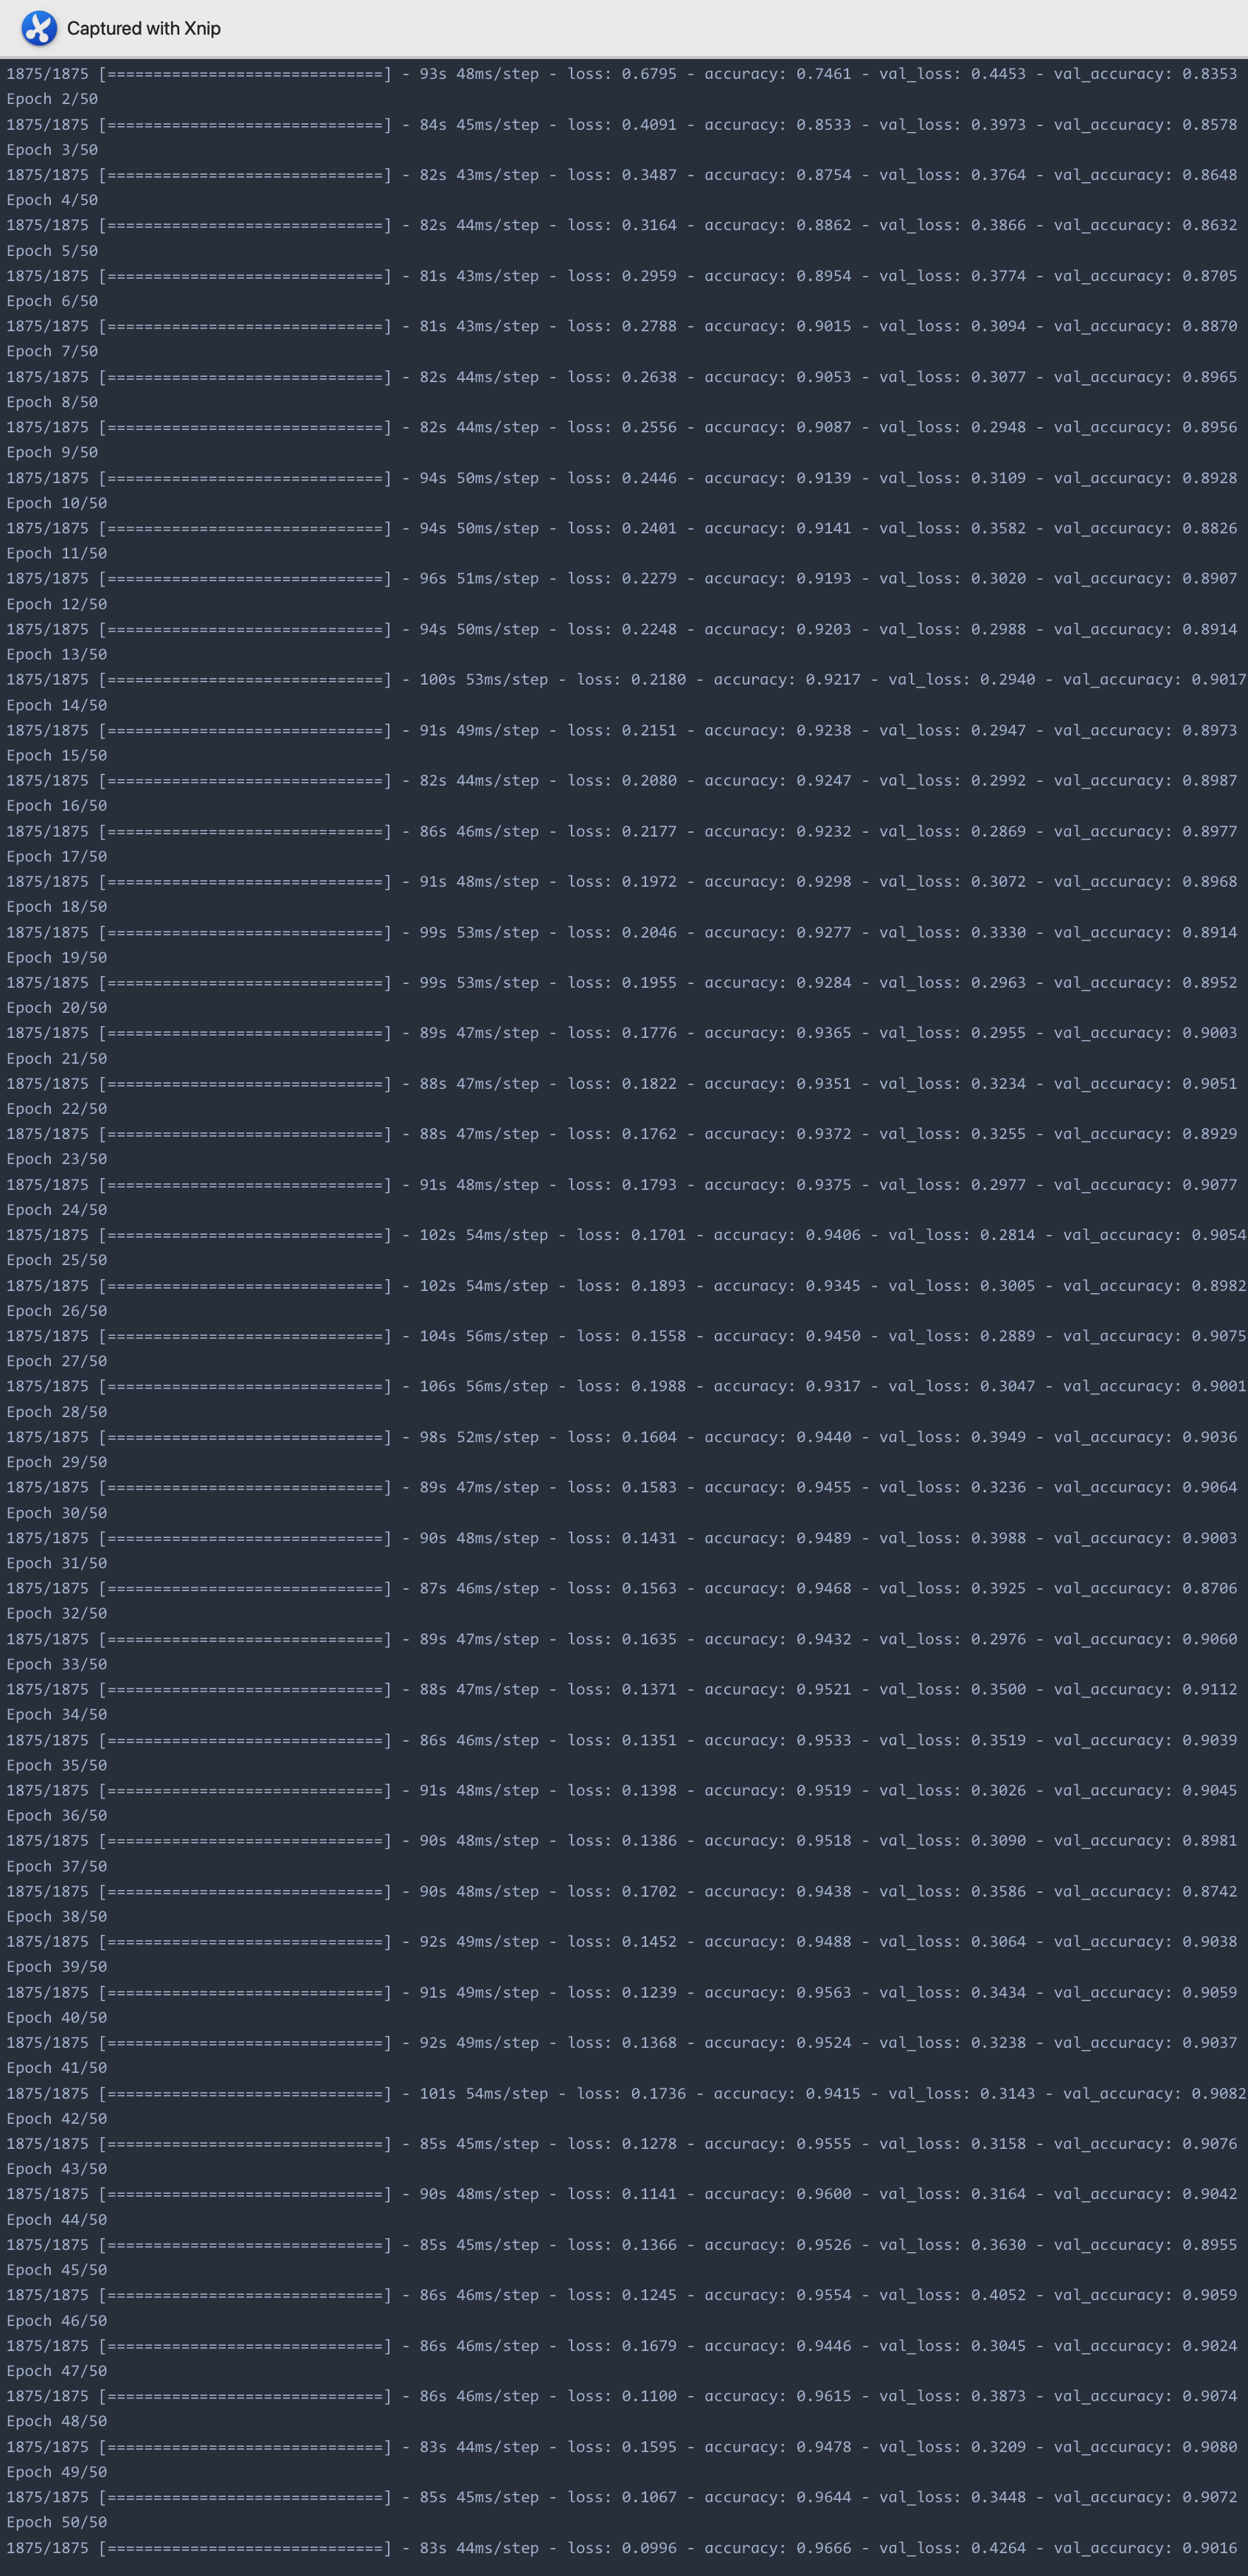 Captured with Xnip
1875/1875 [==============================] - 93s 48ms/step - loss: 0.6795 - accuracy: 0.7461 - val_loss: 0.4453 - val_accuracy: 0.8353
Epoch 2/50
1875/1875 [==============================] - 84s 45ms/step - loss: 0.4091 - accuracy: 0.8533 - val_loss: 0.3973 - val_accuracy: 0.8578
Epoch 3/50
1875/1875 [==============================] - 82s 43ms/step - loss: 0.3487 - accuracy: 0.8754 - val_loss: 0.3764 - val_accuracy: 0.8648
Epoch 4/50
1875/1875 [==============================] - 82s 44ms/step - loss: 0.3164 - accuracy: 0.8862 - val_loss: 0.3866 - val_accuracy: 0.8632
Epoch 5/50
1875/1875 [==============================] - 81s 43ms/step - loss: 0.2959 - accuracy: 0.8954 - val_loss: 0.3774 - val_accuracy: 0.8705
Epoch 6/50
1875/1875 [==============================] - 81s 43ms/step - loss: 0.2788 - accuracy: 0.9015 - val_loss: 0.3094 - val_accuracy: 0.8870
Epoch 7/50
1875/1875 [==============================] - 82s 44ms/step - loss: 0.2638 - accuracy: 0.9053 - val_loss: 0.3077 - val_accuracy: 0.8965
Epoch 8/50
1875/1875 [==============================] - 82s 44ms/step - loss: 0.2556 - accuracy: 0.9087 - val_loss: 0.2948 - val_accuracy: 0.8956
Epoch 9/50
1875/1875 [==============================] - 94s 50ms/step - loss: 0.2446 - accuracy: 0.9139 - val_loss: 0.3109 - val_accuracy: 0.8928
Epoch 10/50
1875/1875 [==============================] - 94s 50ms/step - loss: 0.2401 - accuracy: 0.9141 - val_loss: 0.3582 - val_accuracy: 0.8826
Epoch 11/50
1875/1875 [==============================] - 96s 51ms/step - loss: 0.2279 - accuracy: 0.9193 - val_loss: 0.3020 - val_accuracy: 0.8907
Epoch 12/50
1875/1875 [==============================] - 94s 50ms/step - loss: 0.2248 - accuracy: 0.9203 - val_loss: 0.2988 - val_accuracy: 0.8914
Epoch 13/50
1875/1875 [==============================] - 100s 53ms/step - loss: 0.2180 - accuracy: 0.9217 - val_loss: 0.2940 - val_accuracy: 0.9017
Epoch 14/50
1875/1875 [==============================] - 91s 49ms/step - loss: 0.2151 - accuracy: 0.9238 - val_loss: 0.2947 - val_accuracy: 0.8973
Epoch 15/50
1875/1875 [==============================] - 82s 44ms/step - loss: 0.2080 - accuracy: 0.9247 - val_loss: 0.2992 - val_accuracy: 0.8987
Epoch 16/50
1875/1875 [==============================] - 86s 46ms/step - loss: 0.2177 - accuracy: 0.9232 - val_loss: 0.2869 - val_accuracy: 0.8977
Epoch 17/50
1875/1875 [==============================] - 91s 48ms/step - loss: 0.1972 - accuracy: 0.9298 - val_loss: 0.3072 - val_accuracy: 0.8968
Epoch 18/50
1875/1875 [==============================] - 99s 53ms/step - loss: 0.2046 - accuracy: 0.9277 - val_loss: 0.3330 - val_accuracy: 0.8914
Epoch 19/50
1875/1875 [==============================] - 99s 53ms/step - loss: 0.1955 - accuracy: 0.9284 - val_loss: 0.2963 - val_accuracy: 0.8952
Epoch 20/50
1875/1875 [==============================] - 89s 47ms/step - loss: 0.1776 - accuracy: 0.9365 - val_loss: 0.2955 - val_accuracy: 0.9003
Epoch 21/50
1875/1875 [==============================] - 88s 47ms/step - loss: 0.1822 - accuracy: 0.9351 - val_loss: 0.3234 - val_accuracy: 0.9051
Epoch 22/50
1875/1875 [==============================] - 88s 47ms/step - loss: 0.1762 - accuracy: 0.9372 - val_loss: 0.3255 - val_accuracy: 0.8929
Epoch 23/50
1875/1875 [==============================] - 91s 48ms/step - loss: 0.1793 - accuracy: 0.9375 - val_loss: 0.2977 - val_accuracy: 0.9077
Epoch 24/50
1875/1875 [==============================] - 102s 54ms/step - loss: 0.1701 - accuracy: 0.9406 - val_loss: 0.2814 - val_accuracy: 0.9054
Epoch 25/50
1875/1875 [==============================] - 102s 54ms/step - loss: 0.1893 - accuracy: 0.9345 - val_loss: 0.3005 - val_accuracy: 0.8982
Epoch 26/50
1875/1875 [==============================] - 104s 56ms/step - loss: 0.1558 - accuracy: 0.9450 - val_loss: 0.2889 - val_accuracy: 0.9075
Epoch 27/50
1875/1875 [==============================] - 106s 56ms/step - loss: 0.1988 - accuracy: 0.9317 - val_loss: 0.3047 - val_accuracy: 0.9001
Epoch 28/50
1875/1875 [==============================] - 98s 52ms/step - loss: 0.1604 - accuracy: 0.9440 - val_loss: 0.3949 - val_accuracy: 0.9036
Epoch 29/50
1875/1875 [==============================] - 89s 47ms/step - loss: 0.1583 - accuracy: 0.9455 - val_loss: 0.3236 - val_accuracy: 0.9064
Epoch 30/50
1875/1875 [==============================] - 90s 48ms/step - loss: 0.1431 - accuracy: 0.9489 - val_loss: 0.3988 - val_accuracy: 0.9003
Epoch 31/50
1875/1875 [==============================] - 87s 46ms/step - loss: 0.1563 - accuracy: 0.9468 - val_loss: 0.3925 - val_accuracy: 0.8706
Epoch 32/50
1875/1875 [==============================] - 89s 47ms/step - loss: 0.1635 - accuracy: 0.9432 - val_loss: 0.2976 - val_accuracy: 0.9060
Epoch 33/50
1875/1875 [==============================] - 88s 47ms/step - loss: 0.1371 - accuracy: 0.9521 - val_loss: 0.3500 - val_accuracy: 0.9112
Epoch 34/50
1875/1875 [==============================] - 86s 46ms/step - loss: 0.1351 - accuracy: 0.9533 - val_loss: 0.3519 - val_accuracy: 0.9039
Epoch 35/50
1875/1875 [==============================] - 91s 48ms/step - loss: 0.1398 - accuracy: 0.9519 - val_loss: 0.3026 - val_accuracy: 0.9045
Epoch 36/50
1875/1875 [==============================] - 90s 48ms/step - loss: 0.1386 - accuracy: 0.9518 - val_loss: 0.3090 - val_accuracy: 0.8981
Epoch 37/50
1875/1875 [==============================] - 90s 48ms/step - loss: 0.1702 - accuracy: 0.9438 - val_loss: 0.3586 - val_accuracy: 0.8742
Epoch 38/50
1875/1875 [==============================] - 92s 49ms/step - loss: 0.1452 - accuracy: 0.9488 - val_loss: 0.3064 - val_accuracy: 0.9038
Epoch 39/50
1875/1875 [==============================] - 91s 49ms/step - loss: 0.1239 - accuracy: 0.9563 - val_loss: 0.3434 - val_accuracy: 0.9059
Epoch 40/50
1875/1875 [==============================] - 92s 49ms/step - loss: 0.1368 - accuracy: 0.9524 - val_loss: 0.3238 - val_accuracy: 0.9037
Epoch 41/50
1875/1875 [==============================] - 101s 54ms/step - loss: 0.1736 - accuracy: 0.9415 - val_loss: 0.3143 - val_accuracy: 0.9082
Epoch 42/50
1875/1875 [==============================] - 85s 45ms/step - loss: 0.1278 - accuracy: 0.9555 - val_loss: 0.3158 - val_accuracy: 0.9076
Epoch 43/50
1875/1875 [==============================] - 90s 48ms/step - loss: 0.1141 - accuracy: 0.9600 - val_loss: 0.3164 - val_accuracy: 0.9042
Epoch 44/50
1875/1875 [==============================] - 85s 45ms/step - loss: 0.1366 - accuracy: 0.9526 - val_loss: 0.3630 - val_accuracy: 0.8955
Epoch 45/50
1875/1875 [==============================] - 86s 46ms/step - loss: 0.1245 - accuracy: 0.9554 - val_loss: 0.4052 - val_accuracy: 0.9059
Epoch 46/50
1875/1875 [==============================] - 86s 46ms/step - loss: 0.1679 - accuracy: 0.9446 - val_loss: 0.3045 - val_accuracy: 0.9024
Epoch 47/50
1875/1875 [==============================] - 86s 46ms/step - loss: 0.1100 - accuracy: 0.9615 - val_loss: 0.3873 - val_accuracy: 0.9074
Epoch 48/50
1875/1875 [==============================] - 83s 44ms/step - loss: 0.1595 - accuracy: 0.9478 - val_loss: 0.3209 - val_accuracy: 0.9080
Epoch 49/50
1875/1875 [==============================] - 85s 45ms/step - loss: 0.1067 - accuracy: 0.9644 - val_loss: 0.3448 - val_accuracy: 0.9072
Epoch 50/50
1875/1875 [==============================] - 83s 44ms/step - loss: 0.0996 - accuracy: 0.9666 - val_loss: 0.4264 - val_accuracy: 0.9016